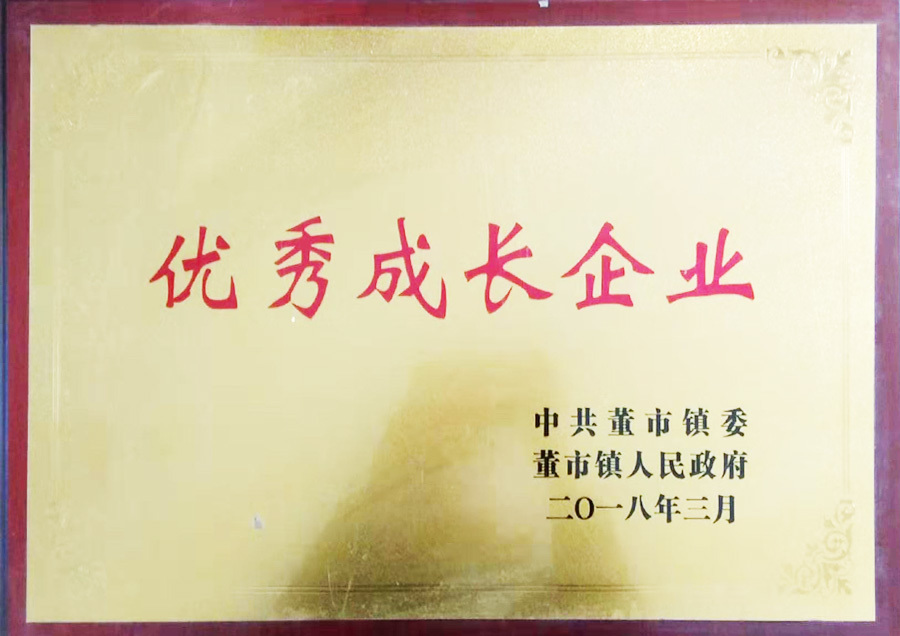 优秀成长企业
中共董市镇委
董市镇人民政府
二〇一八年三月